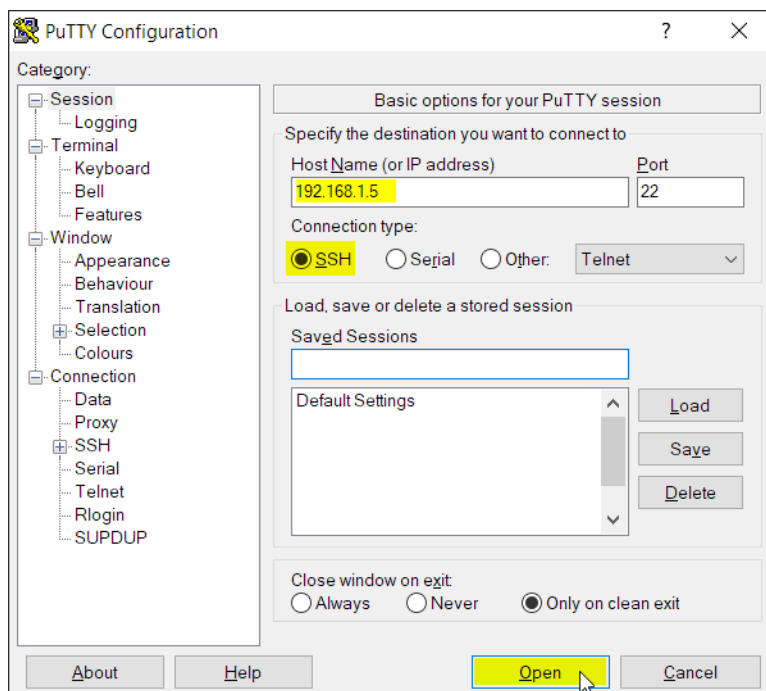 PuTTY Configuration ?
Category:
Session
Logging
Terminal
Keyboard
Bell
Features
Window
Appearance
Behaviour
Translation
Selection
Colours
Connection
Data
Proxy
SSH
Serial
Telnet
Rlogin
SUPDUP
Basic options for your PuTTY session
Specify the destination you want to connect to
Host Name (or IP address) Port
192.168.1.5 22
Connection type:
SSH Serial Other: Telnet
Load, save or delete a stored session
Saved Sessions
Default Settings
Load
Save
Delete
Close window on exit:
Always Never Only on clean exit
About Help Open Cancel